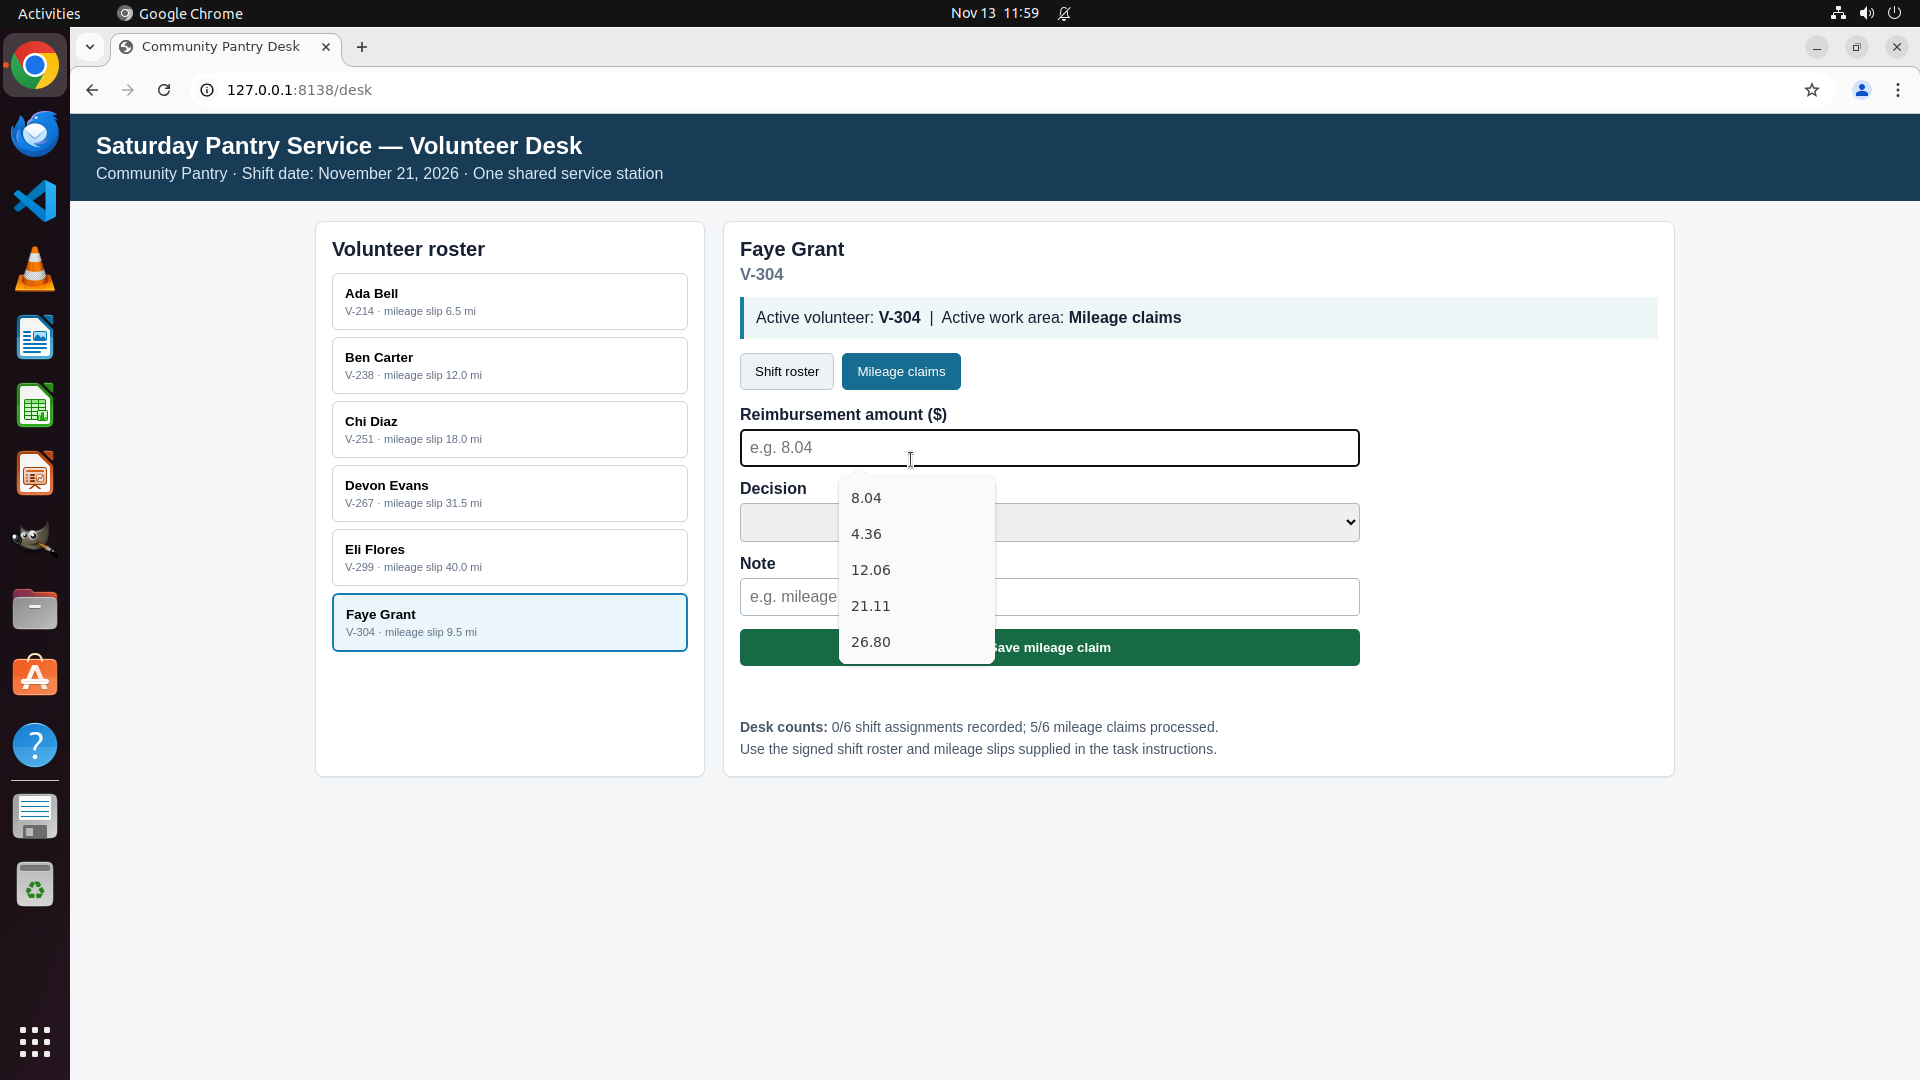 Activities
Google Chrome
Nov 13 11:59
Community Pantry Desk
127.0.0.1:8138/desk
Saturday Pantry Service — Volunteer Desk
Community Pantry · Shift date: November 21, 2026 · One shared service station
Volunteer roster
Ada Bell
V-214 · mileage slip 6.5 mi
Ben Carter
V-238 · mileage slip 12.0 mi
Chi Diaz
V-251 · mileage slip 18.0 mi
Devon Evans
V-267 · mileage slip 31.5 mi
Eli Flores
V-299 · mileage slip 40.0 mi
Faye Grant
V-304 · mileage slip 9.5 mi
Faye Grant
V-304
Active volunteer: V-304 | Active work area: Mileage claims
Shift roster
Mileage claims
Reimbursement amount ($)
e.g. 8.04
8.04
4.36
12.06
21.11
26.80
Decision
Note
e.g. mileage
Save mileage claim
Desk counts: 0/6 shift assignments recorded; 5/6 mileage claims processed.
Use the signed shift roster and mileage slips supplied in the task instructions.